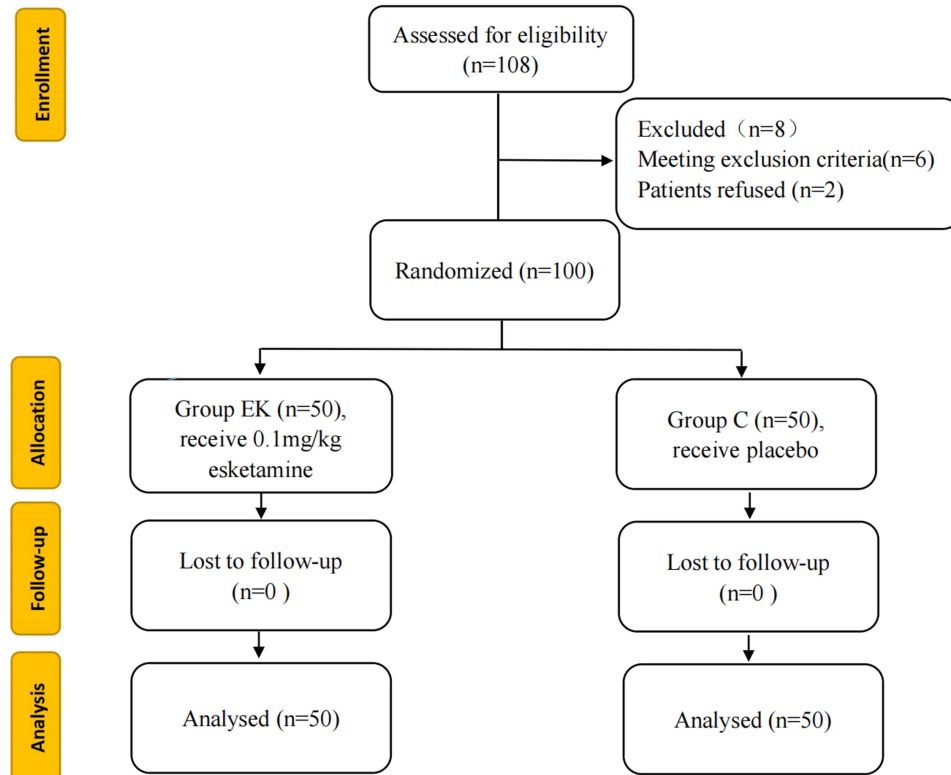 Enrollment
Assessed for eligibility
(n=108)
Excluded（n=8）
Meeting exclusion criteria(n=6)
Patients refused (n=2)
Randomized (n=100)
Allocation
Group EK (n=50),
receive 0.1mg/kg
esketamine
Group C (n=50),
receive placebo
Follow-up
Lost to follow-up
(n=0 )
Lost to follow-up
(n=0 )
Analysis
Analysed (n=50)
Analysed (n=50)